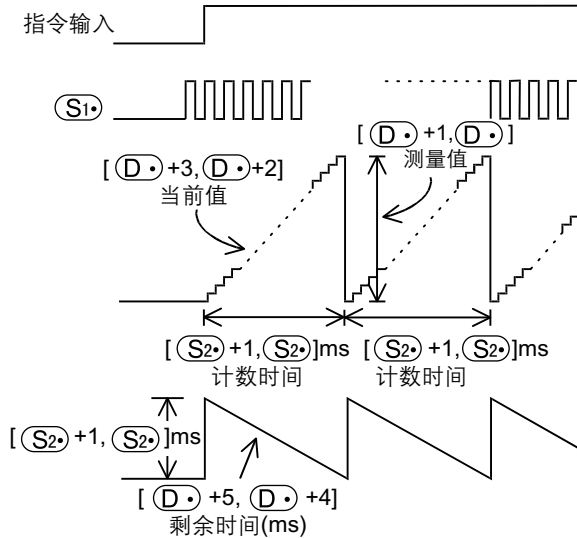 指令输入
S1•
[D• +1, D•]
测量值
[D• +3, D• +2]
当前值
[S2• +1, S2•]ms
计数时间
[S2• +1, S2•]ms
计数时间
[S2• +1, S2•]ms
[D• +5, D• +4]
剩余时间(ms)